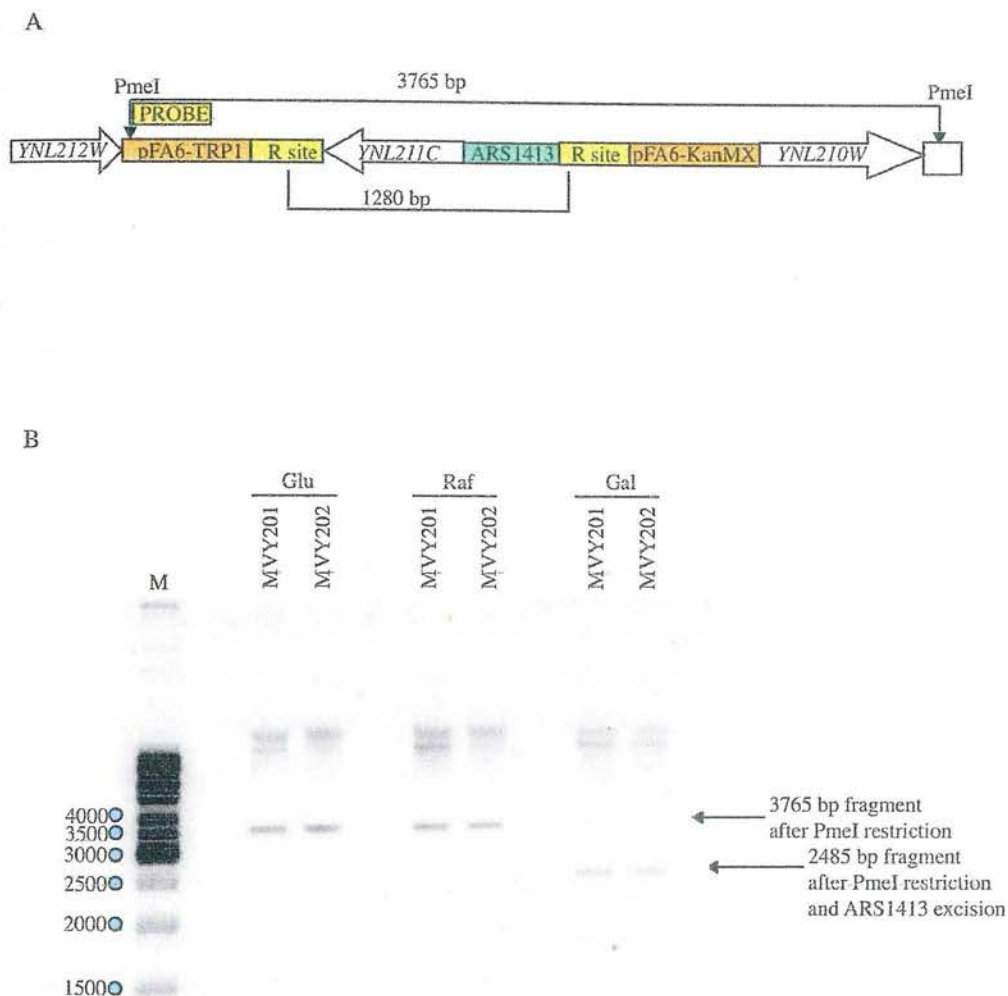 A
3765 bp
PmeI
PmeI
PROBE
YNL212W pFA6-TRP1 R site YNL211C ARS1413 R site pFA6-KanMX YNL210W
1280 bp
B
Glu Raf Gal
MVY201 MVY202 MVY201 MVY202 MVY201 MVY202
M
4000
3500
3000
2500
2000
1500
3765 bp fragment
after PmeI restriction
2485 bp fragment
after PmeI restriction
and ARS1413 excision